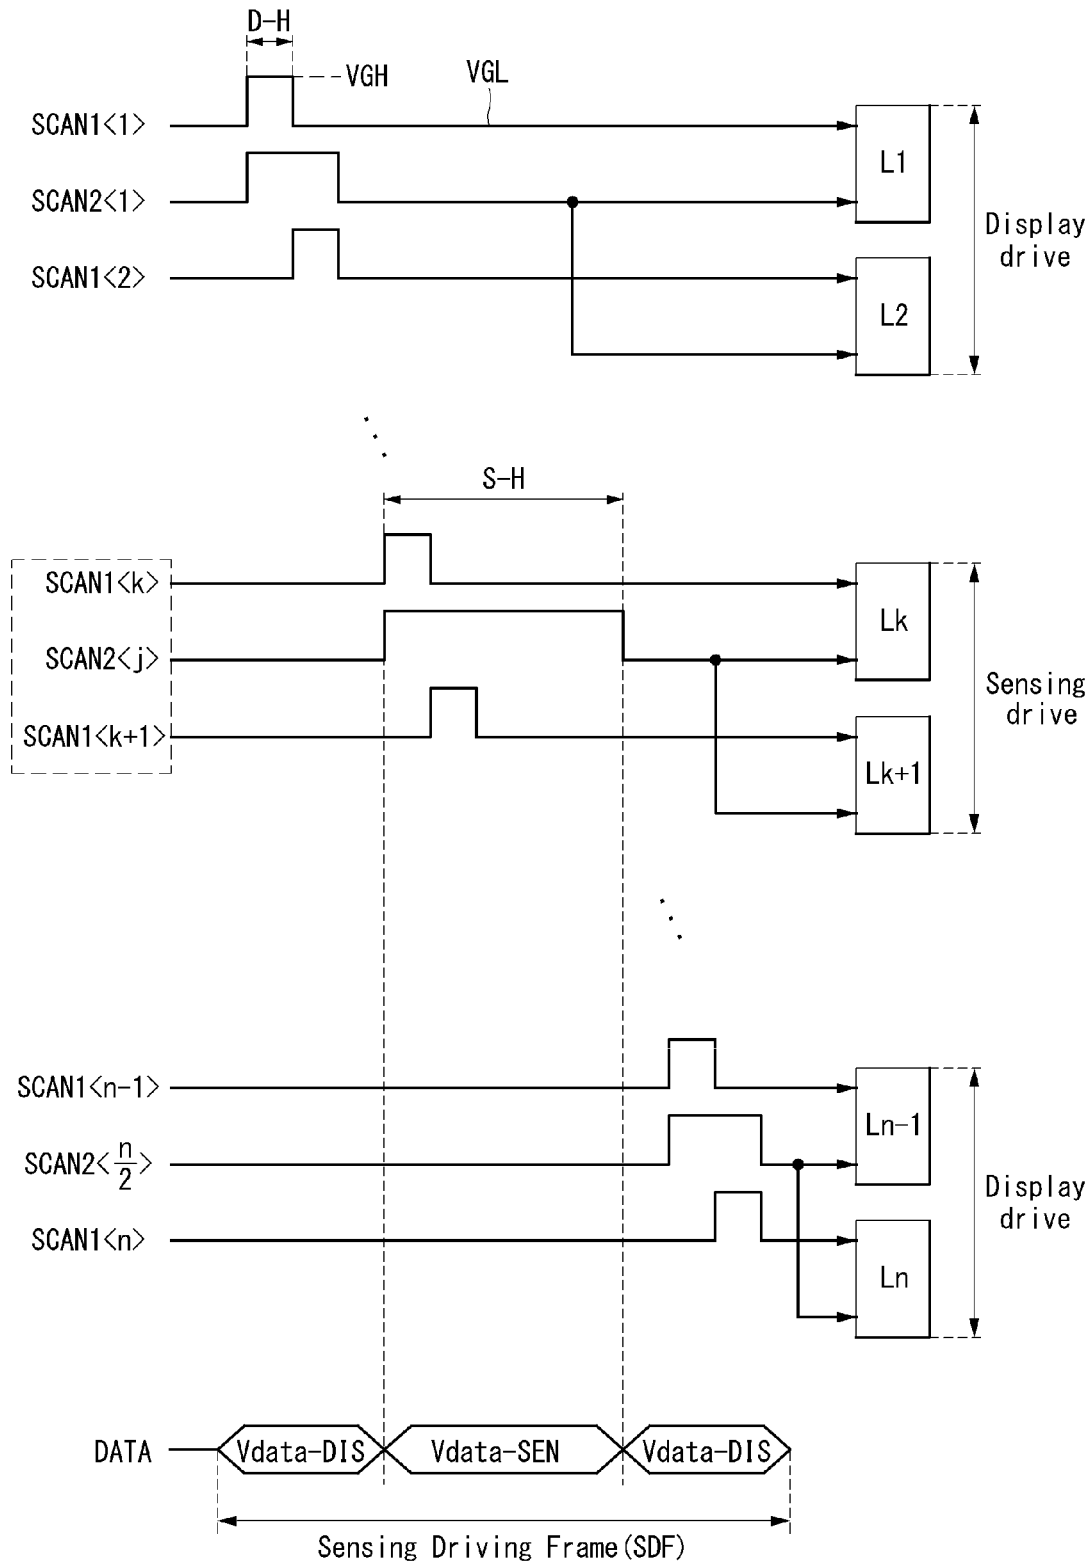 D-H
VGH
VGL
SCAN1<1>
L1
SCAN2<1>
Display
drive
SCAN1<2>
L2
S-H
SCAN1<k>
Lk
SCAN2<j>
Sensing
drive
SCAN1<k+1>
Lk+1
SCAN1<n-1>
Ln-1
SCAN2<n/2>
Display
drive
SCAN1<n>
Ln
DATA
Vdata-DIS
Vdata-SEN
Vdata-DIS
Sensing Driving Frame(SDF)